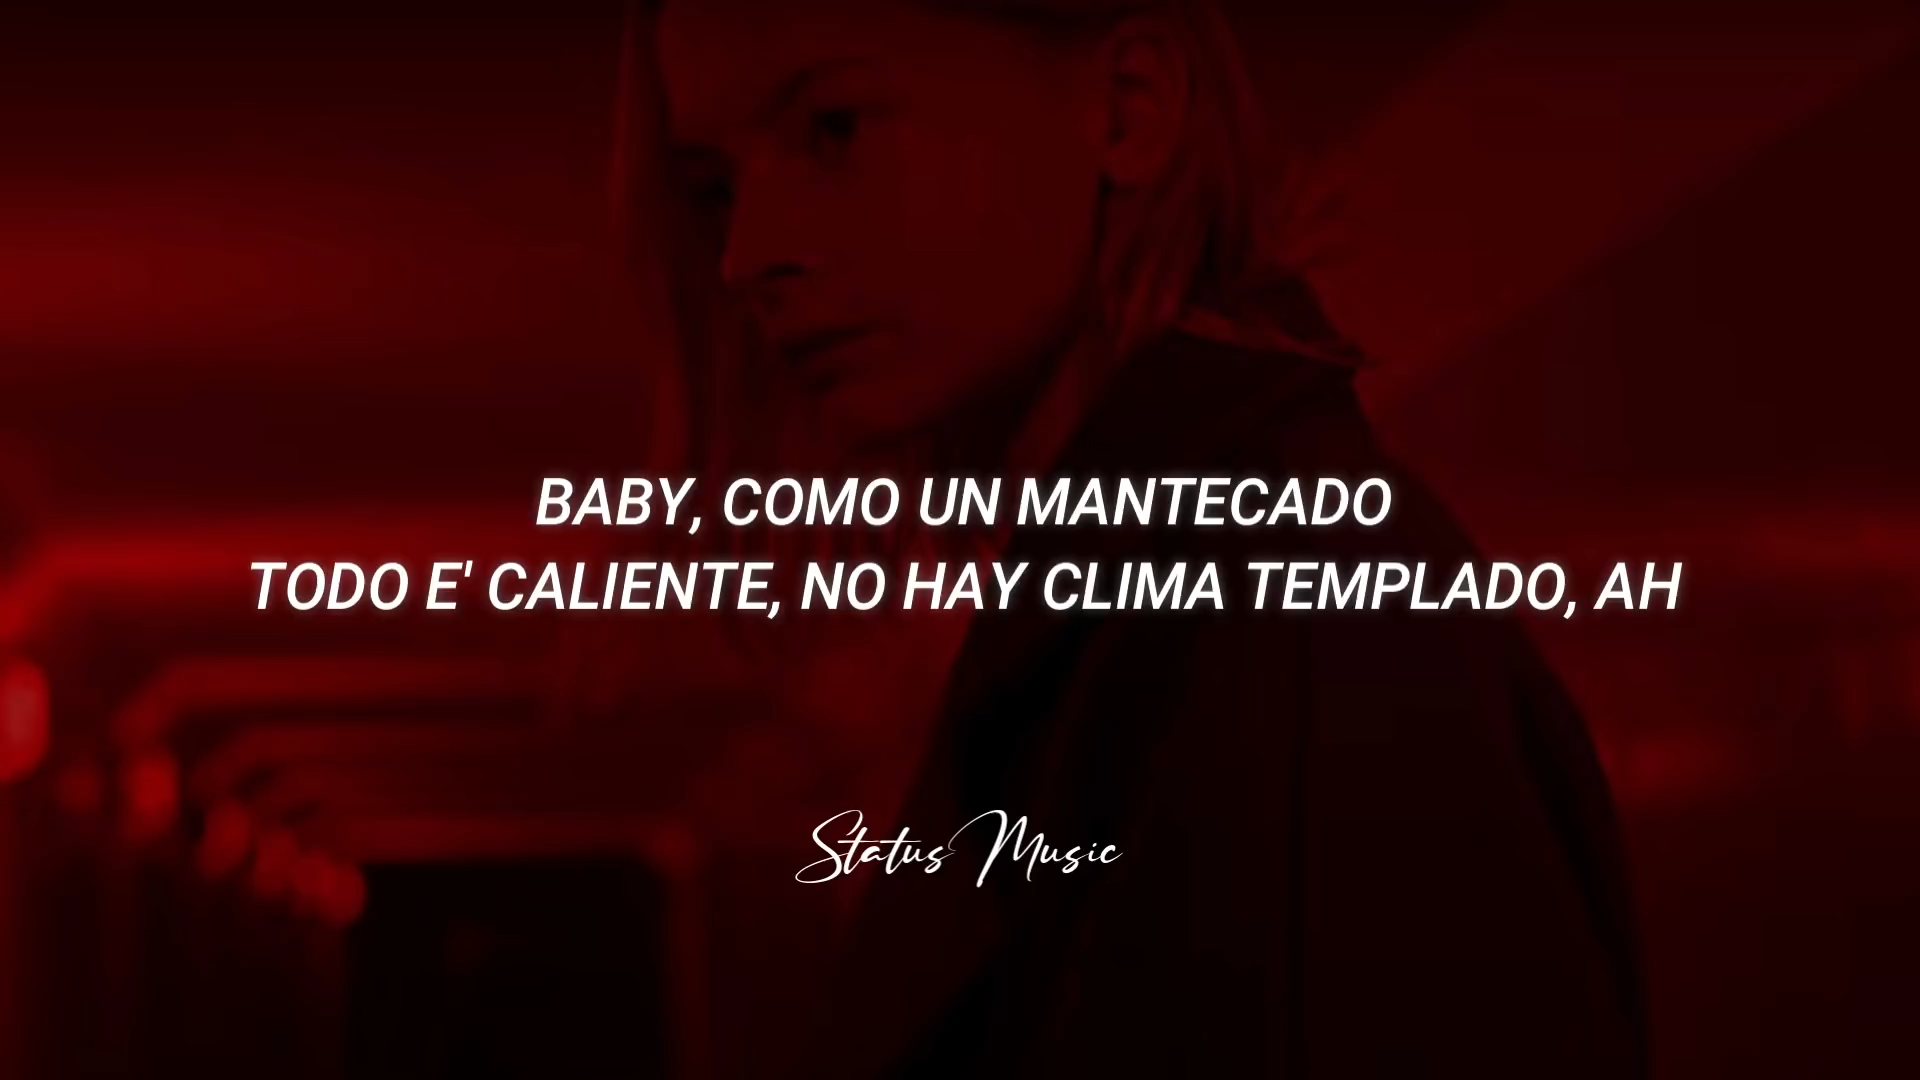 BABY, COMO UN MANTECADO
TODO E' CALIENTE, NO HAY CLIMA TEMPLADO, AH
Status Music